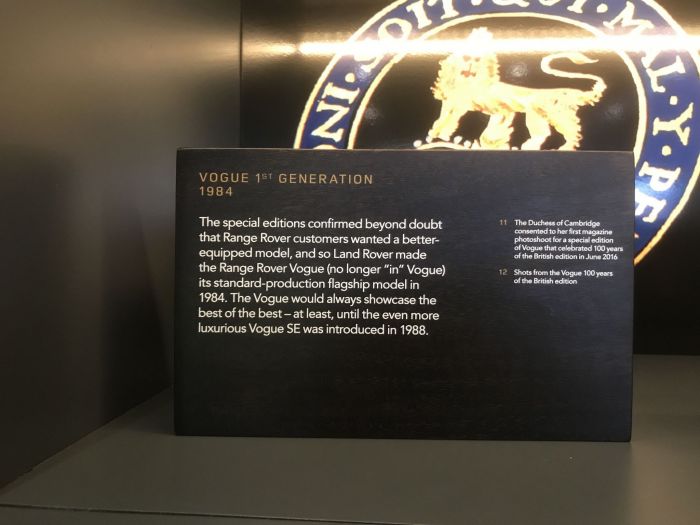 ONI · SOIT · QUI · MAL · Y · PE
VOGUE 1ST GENERATION
1984
The special editions confirmed beyond doubt
that Range Rover customers wanted a better-
equipped model, and so Land Rover made
the Range Rover Vogue (no longer “in” Vogue)
its standard-production flagship model in
1984. The Vogue would always showcase the
best of the best – at least, until the even more
luxurious Vogue SE was introduced in 1988.
11 The Duchess of Cambridge
consented to her first magazine
photoshoot for a special edition
of Vogue that celebrated 100 years
of the British edition in June 2016
12 Shots from the Vogue 100 years
of the British edition